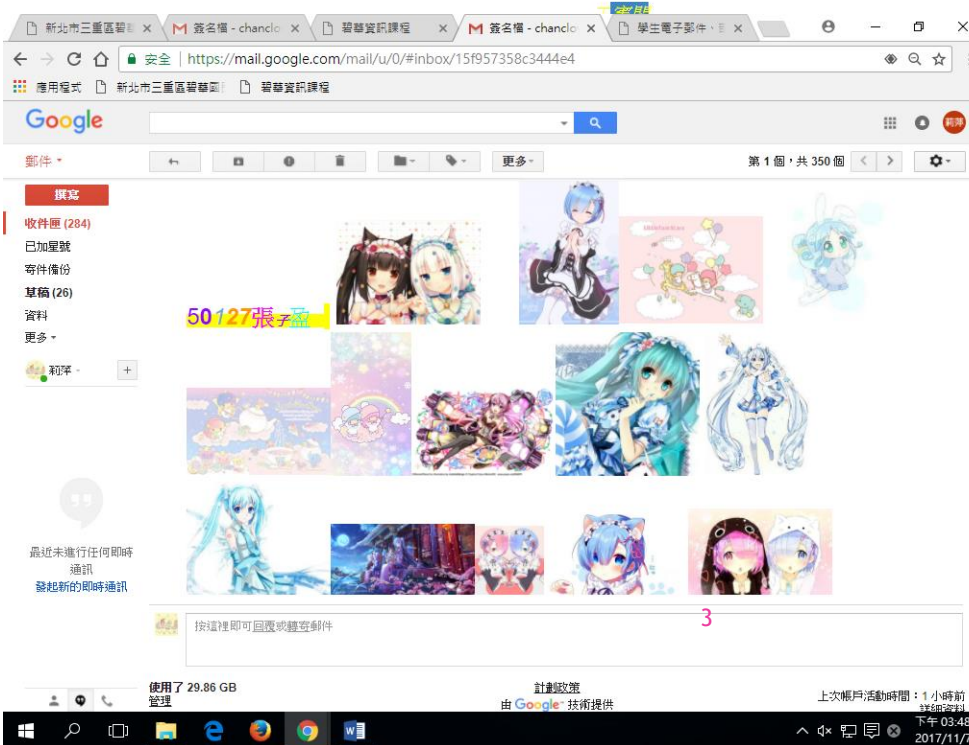 新北市三重區碧
簽名檔 - chanclo
碧華資訊課程
簽名檔 - chanclo
學生電子郵件、
安全 | https://mail.google.com/mail/u/0/#inbox/15f957358c3444e4
應用程式
新北市三重區碧華國
碧華資訊課程
Google
莉萍
郵件
更多
第 1 個，共 350 個
撰寫
收件匣 (284)
已加星號
寄件備份
草稿 (26)
資料
更多
莉萍
50127張子盈
最近未進行任何即時
通訊
發起新的即時通訊
3
按這裡即可回覆或轉寄郵件
使用了 29.86 GB
管理
計劃政策
由 Google 技術提供
上次帳戶活動時間：1 小時前
詳細資料
下午 03:48
2017/11/7